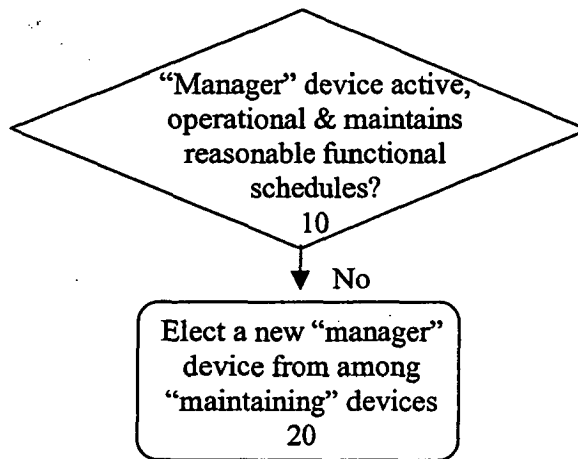 “Manager” device active,
operational & maintains
reasonable functional
schedules?
10
No
Elect a new “manager”
device from among
“maintaining” devices
20